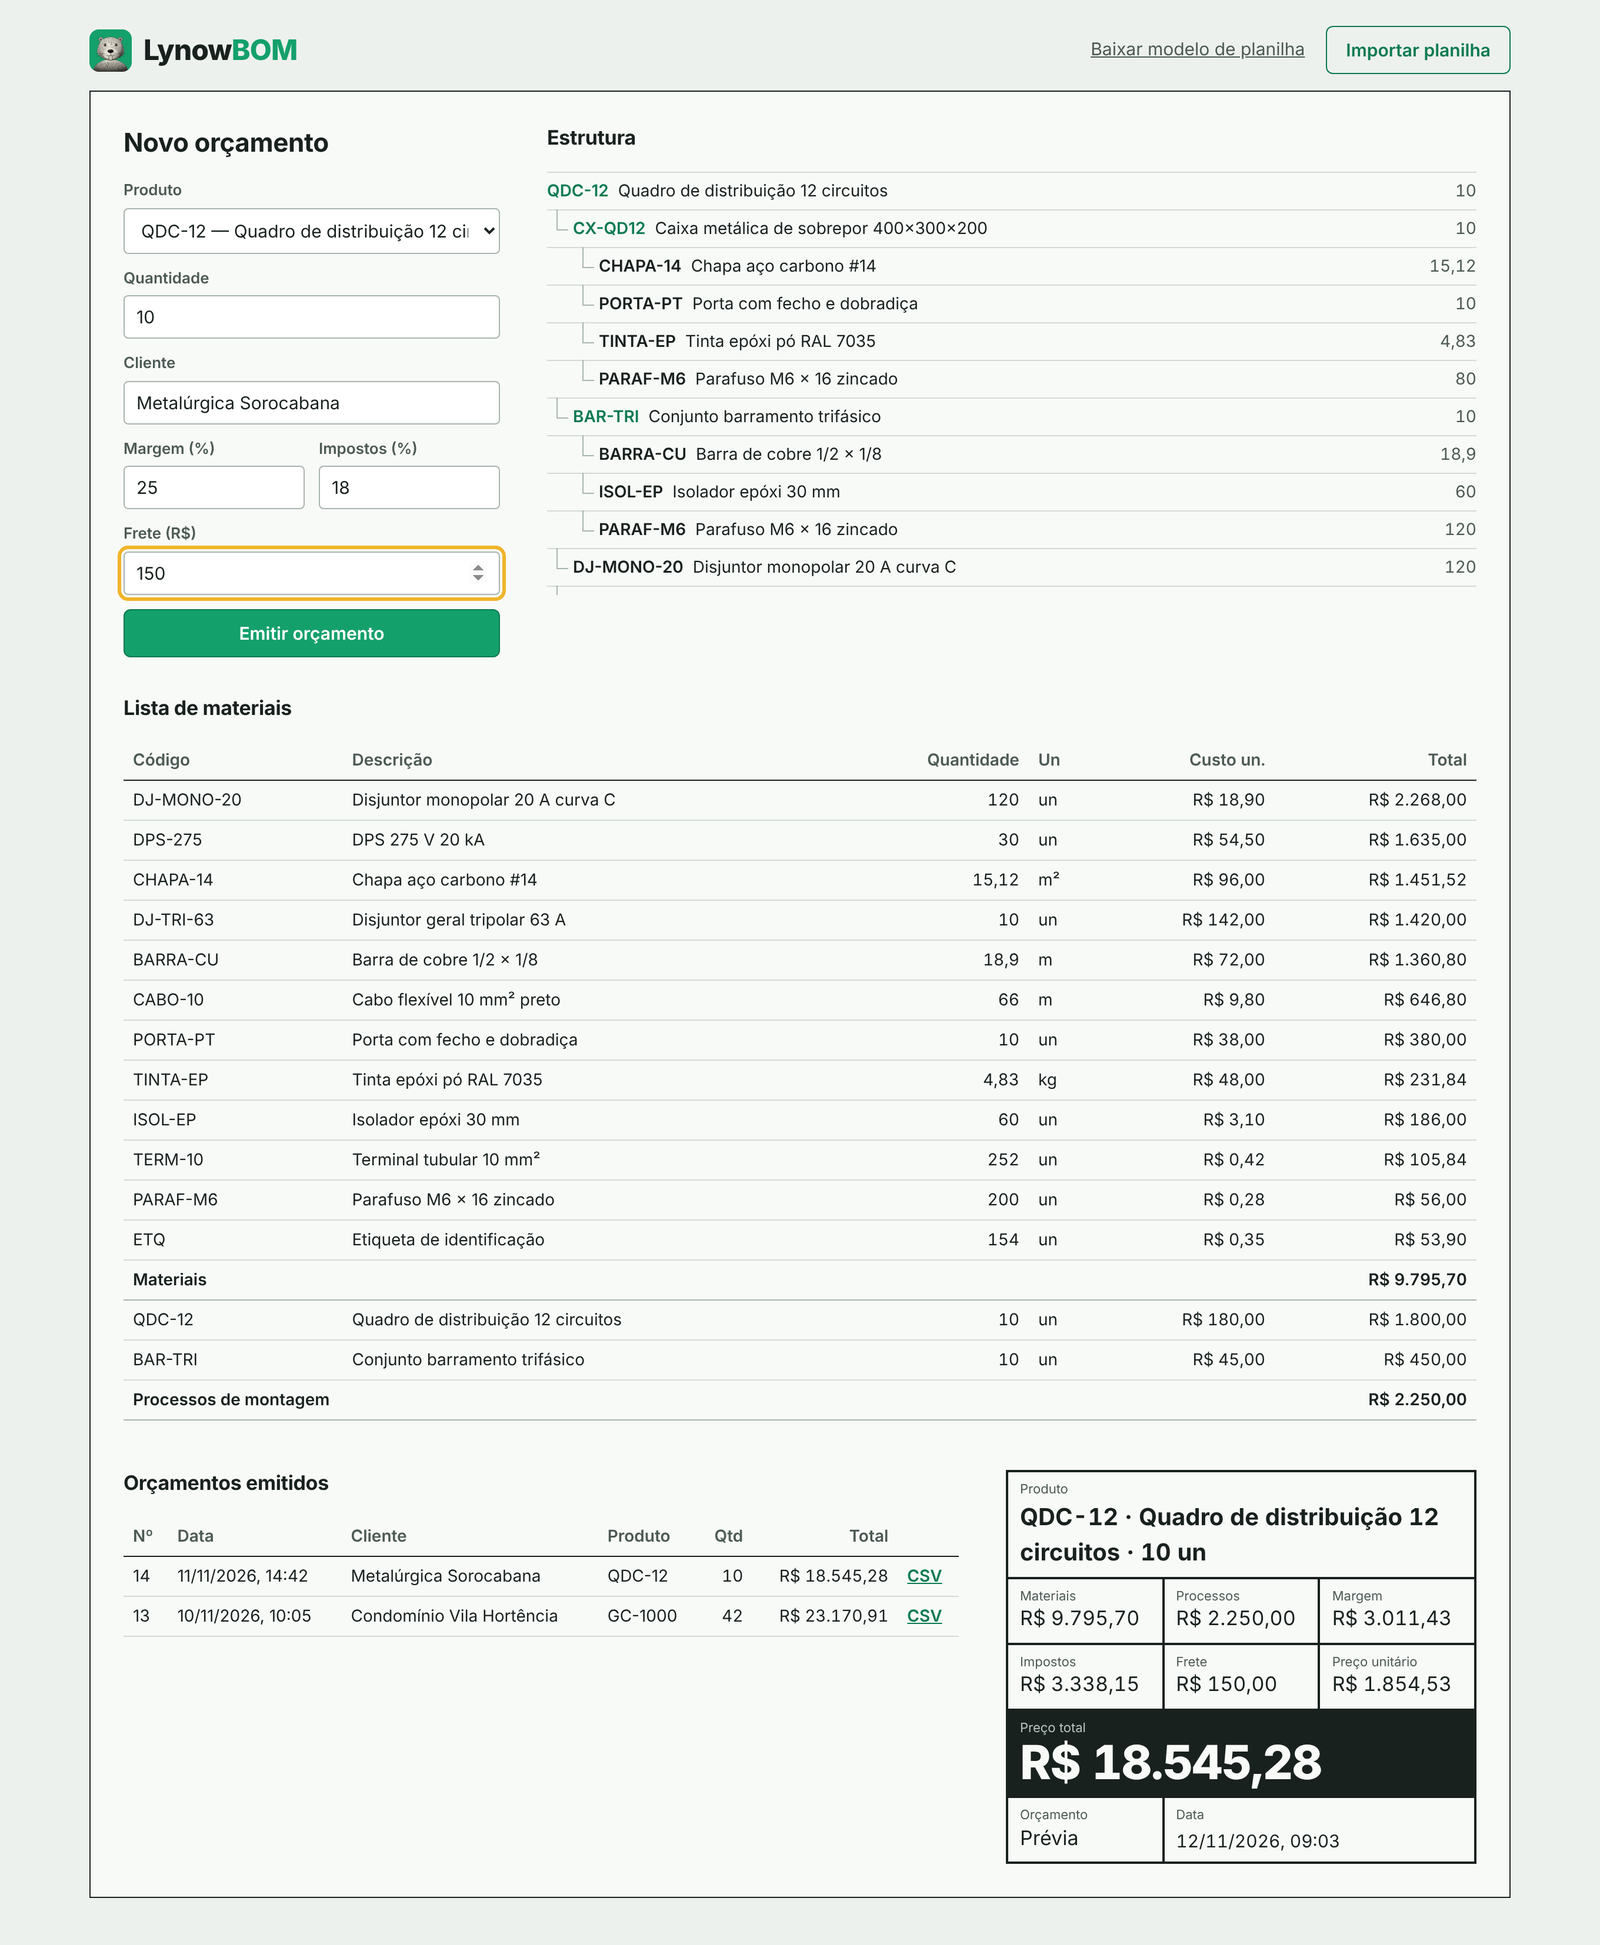 LynowBOM
Baixar modelo de planilha
Importar planilha
Novo orçamento
Produto
QDC-12 — Quadro de distribuição 12 cir
Quantidade
10
Cliente
Metalúrgica Sorocabana
Margem (%) Impostos (%)
25 18
Frete (R$)
150
Emitir orçamento
Estrutura
QDC-12 Quadro de distribuição 12 circuitos 10
CX-QD12 Caixa metálica de sobrepor 400×300×200 10
CHAPA-14 Chapa aço carbono #14 15,12
PORTA-PT Porta com fecho e dobradiça 10
TINTA-EP Tinta epóxi pó RAL 7035 4,83
PARAF-M6 Parafuso M6 × 16 zincado 80
BAR-TRI Conjunto barramento trifásico 10
BARRA-CU Barra de cobre 1/2 × 1/8 18,9
ISOL-EP Isolador epóxi 30 mm 60
PARAF-M6 Parafuso M6 × 16 zincado 120
DJ-MONO-20 Disjuntor monopolar 20 A curva C 120
Lista de materiais
Código Descrição Quantidade Un Custo un. Total
DJ-MONO-20 Disjuntor monopolar 20 A curva C 120 un R$ 18,90 R$ 2.268,00
DPS-275 DPS 275 V 20 kA 30 un R$ 54,50 R$ 1.635,00
CHAPA-14 Chapa aço carbono #14 15,12 m² R$ 96,00 R$ 1.451,52
DJ-TRI-63 Disjuntor geral tripolar 63 A 10 un R$ 142,00 R$ 1.420,00
BARRA-CU Barra de cobre 1/2 × 1/8 18,9 m R$ 72,00 R$ 1.360,80
CABO-10 Cabo flexível 10 mm² preto 66 m R$ 9,80 R$ 646,80
PORTA-PT Porta com fecho e dobradiça 10 un R$ 38,00 R$ 380,00
TINTA-EP Tinta epóxi pó RAL 7035 4,83 kg R$ 48,00 R$ 231,84
ISOL-EP Isolador epóxi 30 mm 60 un R$ 3,10 R$ 186,00
TERM-10 Terminal tubular 10 mm² 252 un R$ 0,42 R$ 105,84
PARAF-M6 Parafuso M6 × 16 zincado 200 un R$ 0,28 R$ 56,00
ETQ Etiqueta de identificação 154 un R$ 0,35 R$ 53,90
Materiais R$ 9.795,70
QDC-12 Quadro de distribuição 12 circuitos 10 un R$ 180,00 R$ 1.800,00
BAR-TRI Conjunto barramento trifásico 10 un R$ 45,00 R$ 450,00
Processos de montagem R$ 2.250,00
Orçamentos emitidos
Nº Data Cliente Produto Qtd Total
14 11/11/2026, 14:42 Metalúrgica Sorocabana QDC-12 10 R$ 18.545,28 CSV
13 10/11/2026, 10:05 Condomínio Vila Hortência GC-1000 42 R$ 23.170,91 CSV
Produto
QDC-12 · Quadro de distribuição 12
circuitos · 10 un
Materiais Processos Margem
R$ 9.795,70 R$ 2.250,00 R$ 3.011,43
Impostos Frete Preço unitário
R$ 3.338,15 R$ 150,00 R$ 1.854,53
Preço total
R$ 18.545,28
Orçamento Data
Prévia 12/11/2026, 09:03